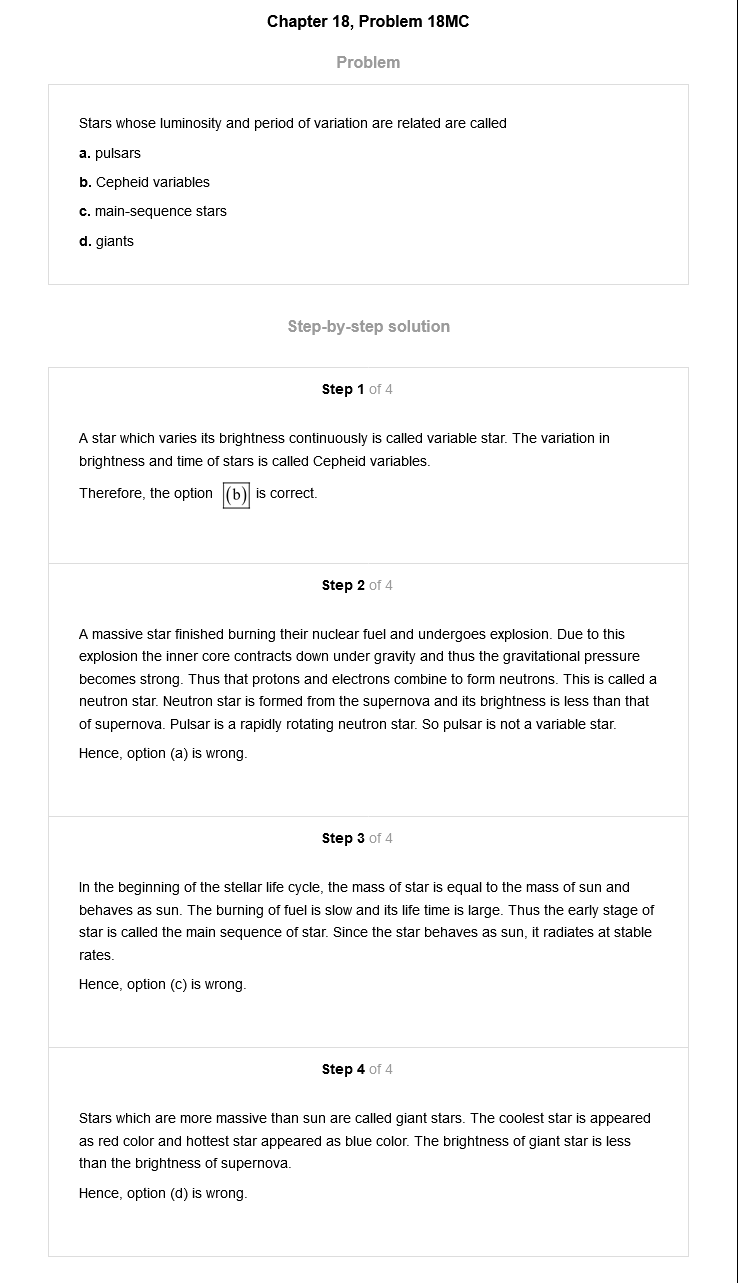 Chapter 18, Problem 18MC
Problem
Stars whose luminosity and period of variation are related are called
a. pulsars
b. Cepheid variables
c. main-sequence stars
d. giants
Step-by-step solution
Step 1 of 4
A star which varies its brightness continuously is called variable star. The variation in
brightness and time of stars is called Cepheid variables.
Therefore, the option (b) is correct.
Step 2 of 4
A massive star finished burning their nuclear fuel and undergoes explosion. Due to this
explosion the inner core contracts down under gravity and thus the gravitational pressure
becomes strong. Thus that protons and electrons combine to form neutrons. This is called a
neutron star. Neutron star is formed from the supernova and its brightness is less than that
of supernova. Pulsar is a rapidly rotating neutron star. So pulsar is not a variable star.
Hence, option (a) is wrong.
Step 3 of 4
In the beginning of the stellar life cycle, the mass of star is equal to the mass of sun and
behaves as sun. The burning of fuel is slow and its life time is large. Thus the early stage of
star is called the main sequence of star. Since the star behaves as sun, it radiates at stable
rates.
Hence, option (c) is wrong.
Step 4 of 4
Stars which are more massive than sun are called giant stars. The coolest star is appeared
as red color and hottest star appeared as blue color. The brightness of giant star is less
than the brightness of supernova.
Hence, option (d) is wrong.